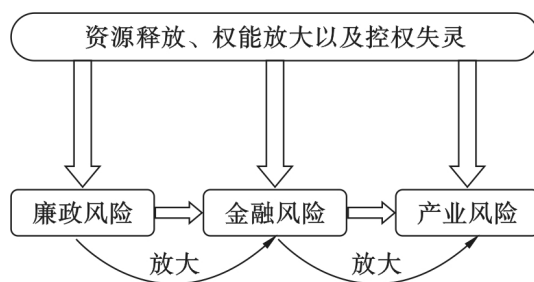 资源释放、权能放大以及控权失灵
廉政风险
金融风险
产业风险
放大
放大